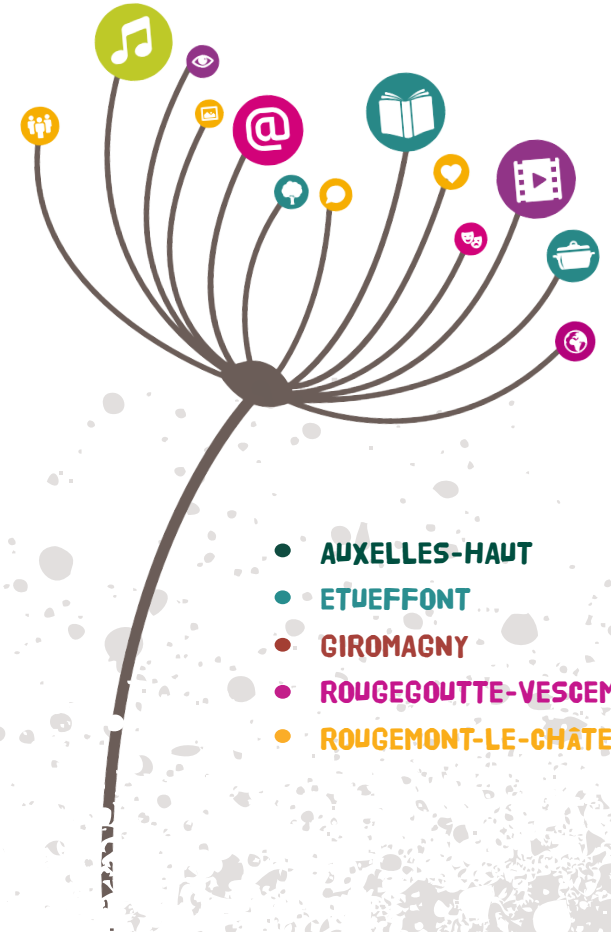 @
AUXELLES-HAUT
ETUEFFONT
GIROMAGNY
ROUGEGOUTTE-VESCEM
ROUGEMONT-LE-CHÂTE